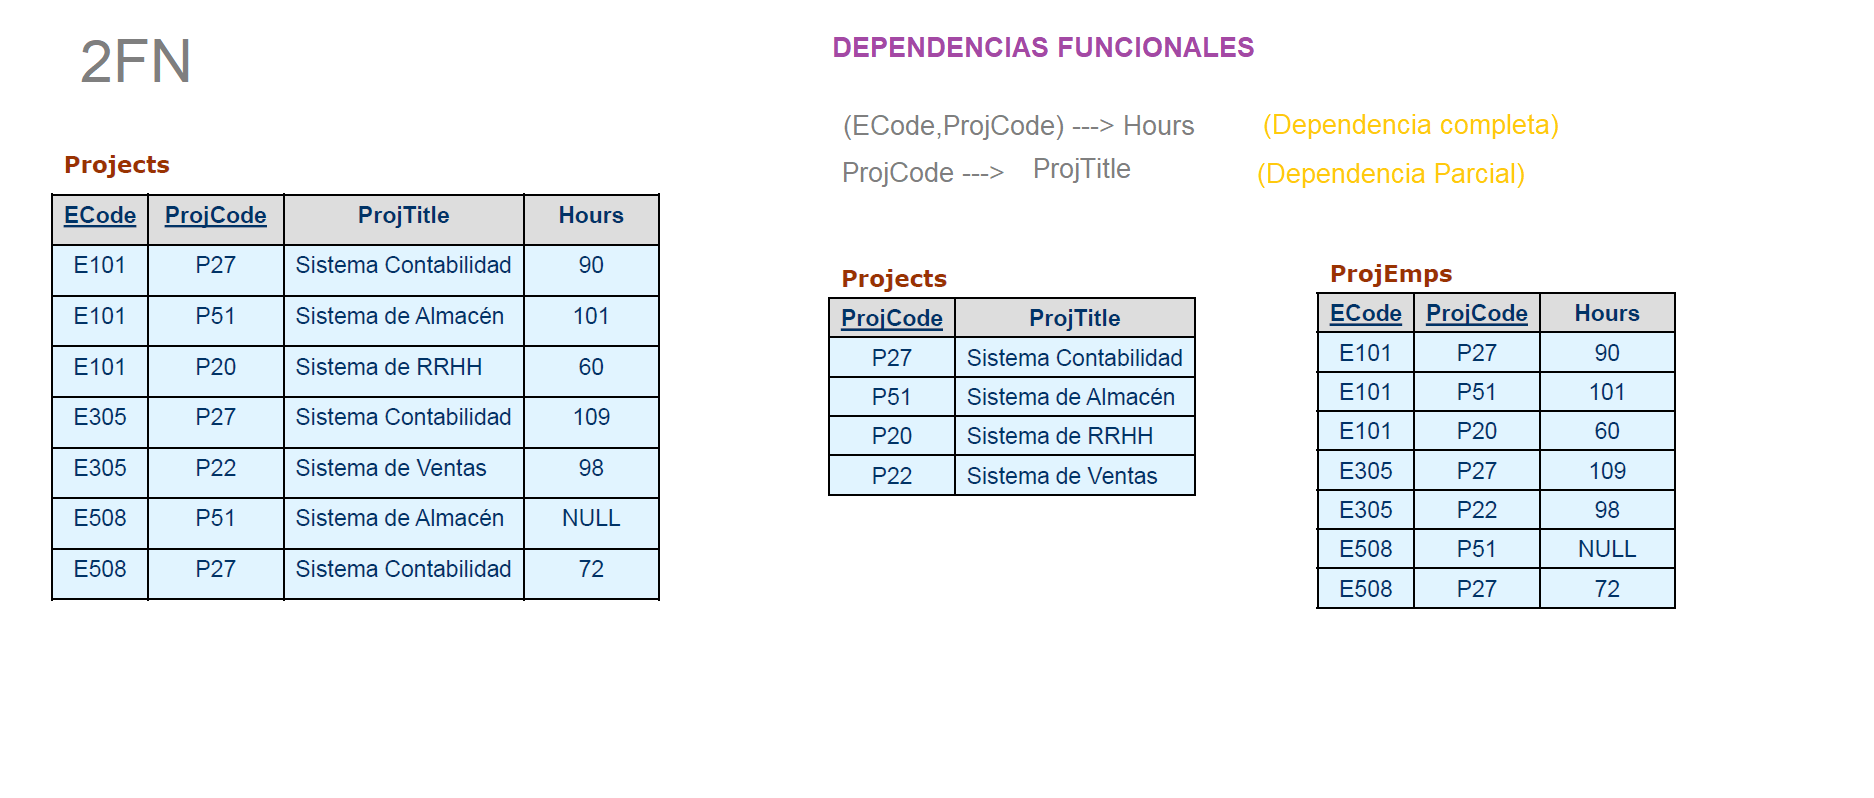 2FN
Projects
ECode ProjCode ProjTitle Hours
E101 P27 Sistema Contabilidad 90
E101 P51 Sistema de Almacén 101
E101 P20 Sistema de RRHH 60
E305 P27 Sistema Contabilidad 109
E305 P22 Sistema de Ventas 98
E508 P51 Sistema de Almacén NULL
E508 P27 Sistema Contabilidad 72
DEPENDENCIAS FUNCIONALES
(ECode,ProjCode) ---> Hours (Dependencia completa)
ProjCode ---> ProjTitle (Dependencia Parcial)
Projects
ProjCode ProjTitle
P27 Sistema Contabilidad
P51 Sistema de Almacén
P20 Sistema de RRHH
P22 Sistema de Ventas
ProjEmps
ECode ProjCode Hours
E101 P27 90
E101 P51 101
E101 P20 60
E305 P27 109
E305 P22 98
E508 P51 NULL
E508 P27 72